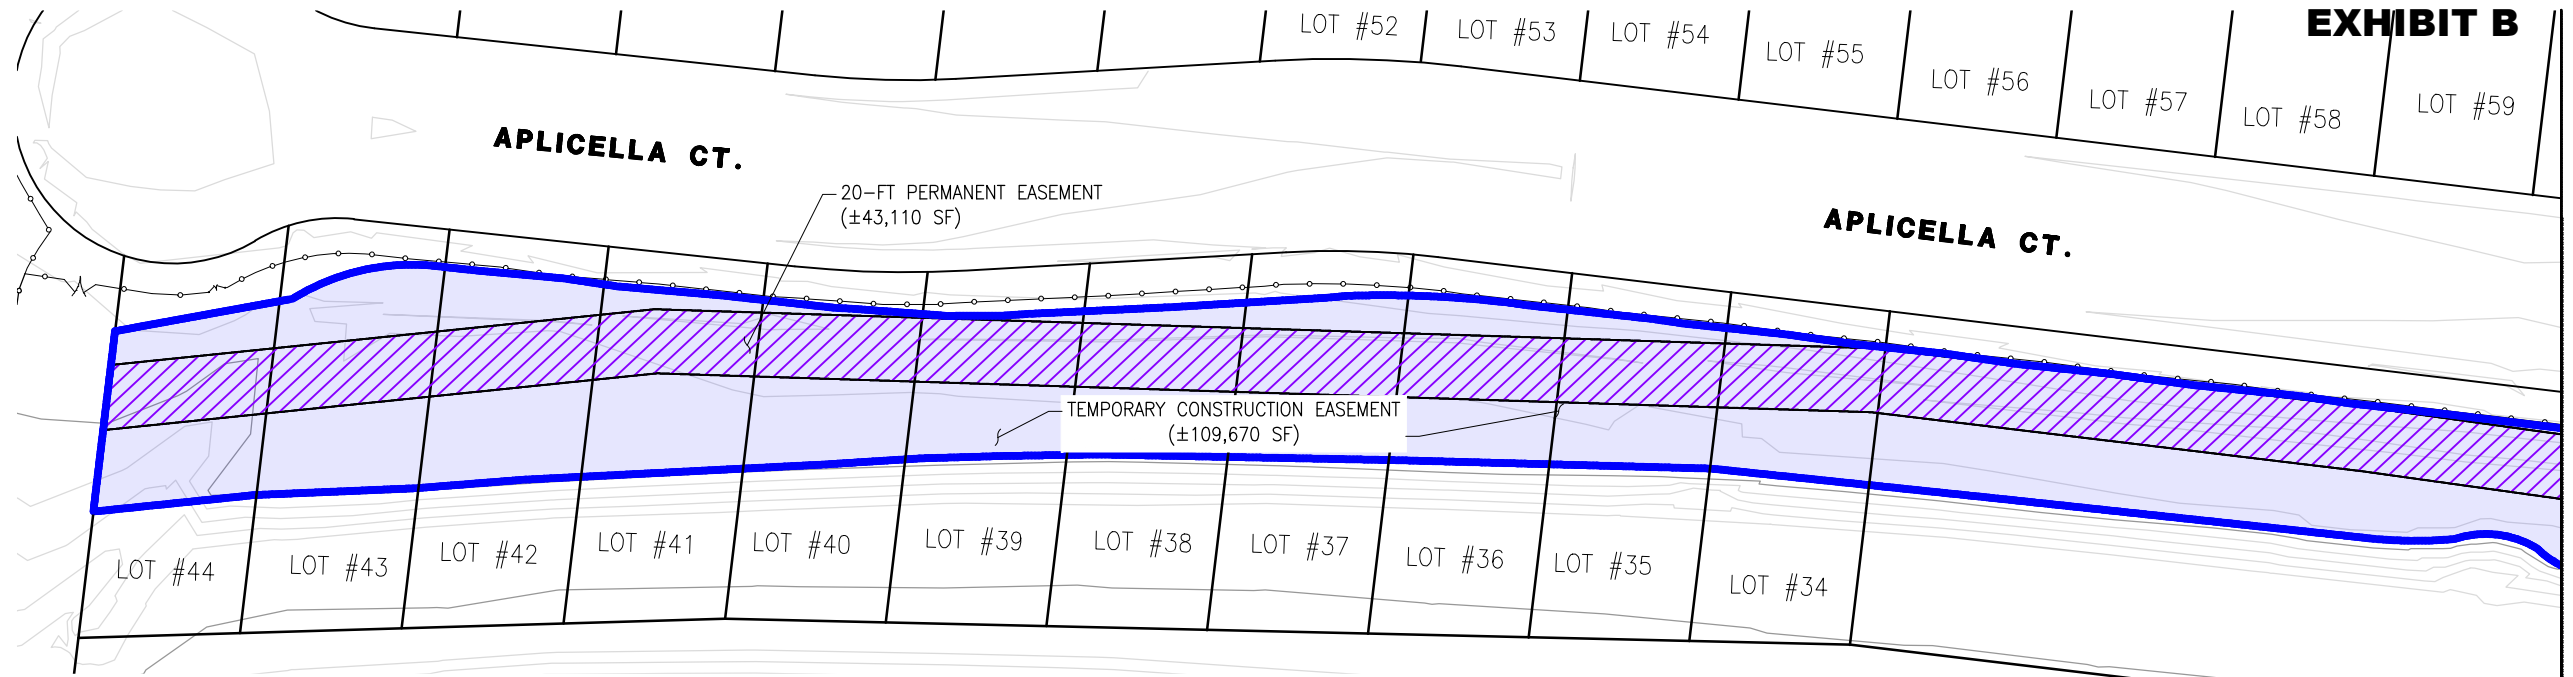 EXHIBIT B
LOT #52
LOT #53
LOT #54
LOT #55
LOT #56
LOT #57
LOT #58
LOT #59
APLICELLA CT.
20-FT PERMANENT EASEMENT
(±43,110 SF)
APLICELLA CT.
TEMPORARY CONSTRUCTION EASEMENT
(±109,670 SF)
LOT #44
LOT #43
LOT #42
LOT #41
LOT #40
LOT #39
LOT #38
LOT #37
LOT #36
LOT #35
LOT #34